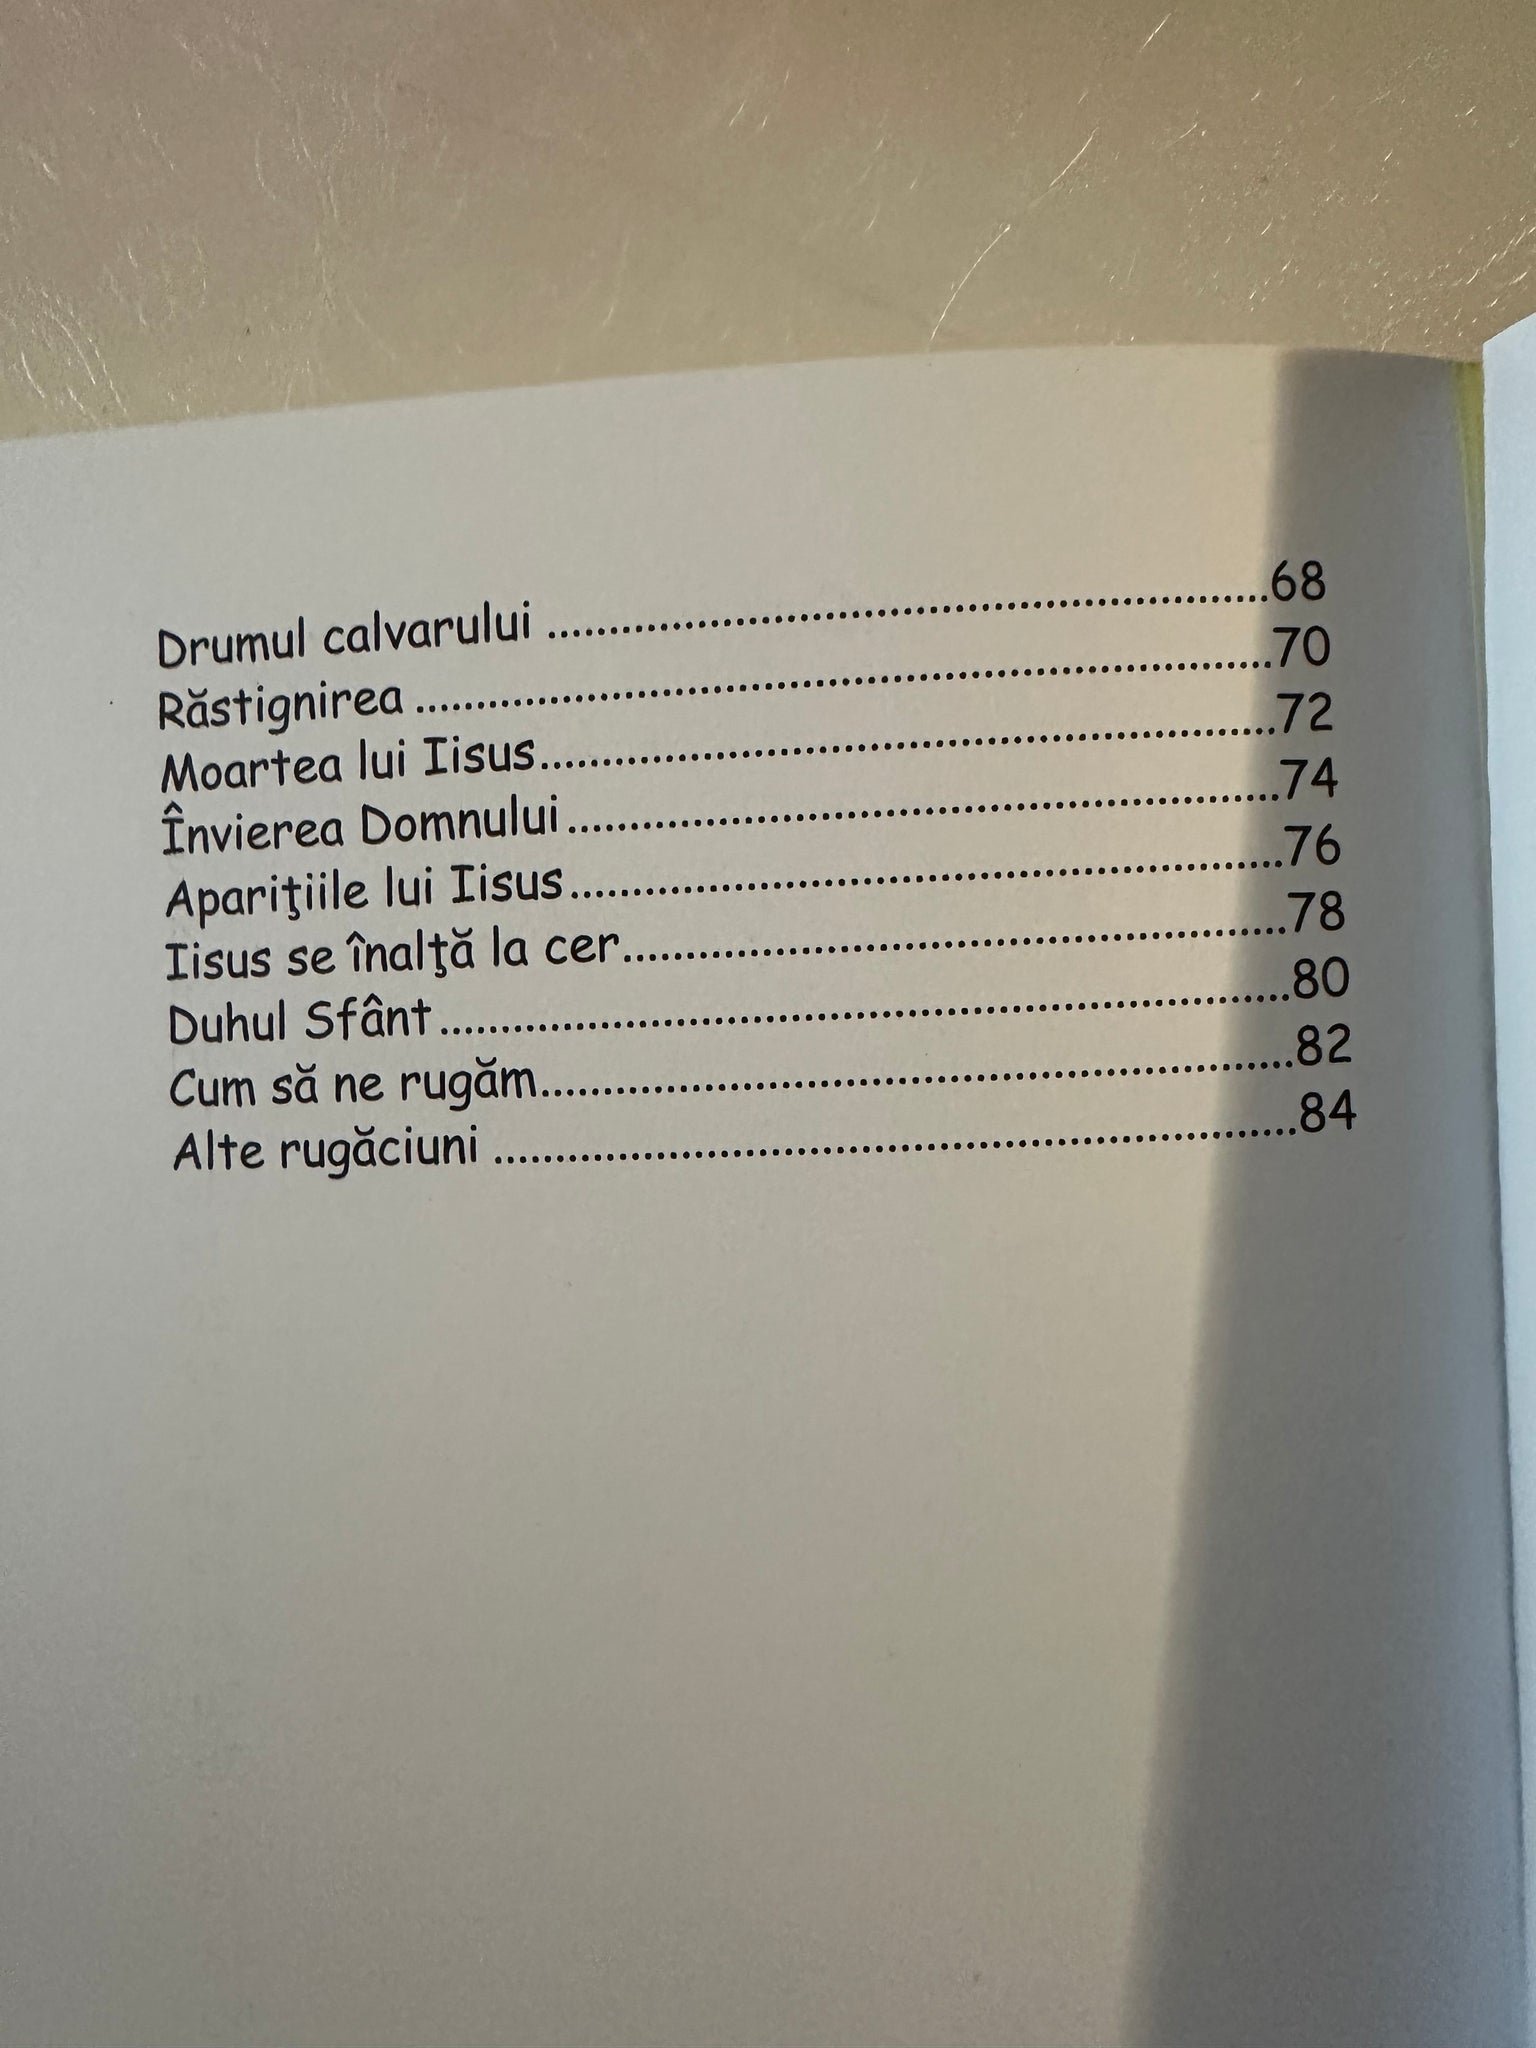 Drumul calvarului ..........................................................68
Răstignirea ......................................................................70
Moartea lui Iisus............................................................72
Învierea Domnului..........................................................74
Apariţiile lui Iisus..........................................................76
Iisus se înalţă la cer......................................................78
Duhul Sfânt.....................................................................80
Cum să ne rugăm.............................................................82
Alte rugăciuni .................................................................84